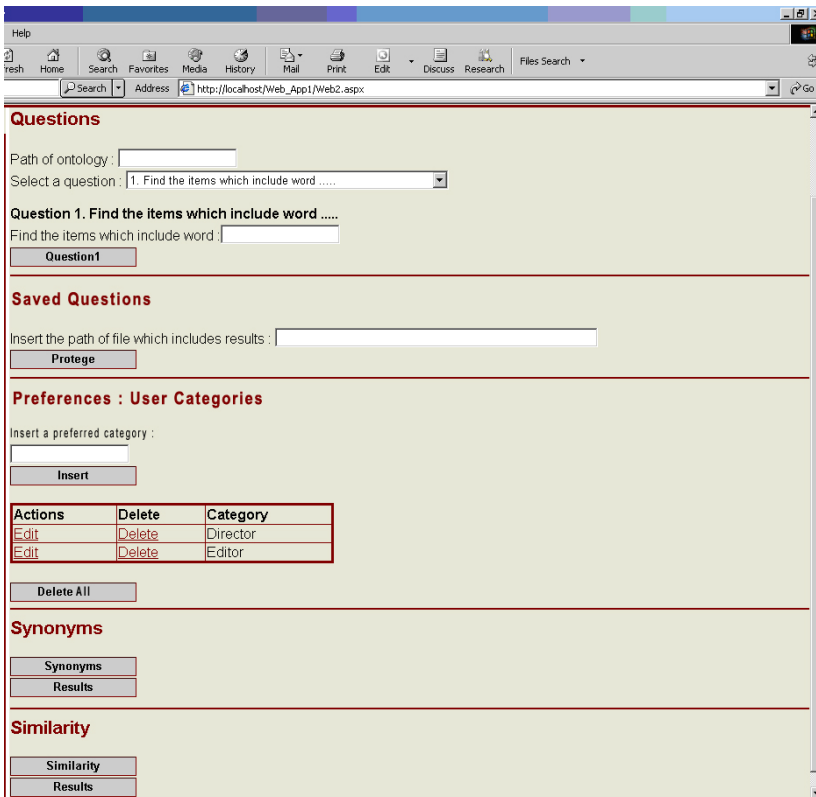 Help
resh Home Search Favorites Media History Mail Print Edit Discuss Research Files Search
Search Address http://localhost/Web_App1/Web2.aspx Go
Questions
Path of ontology :
Select a question : 1. Find the items which include word .....
Question 1. Find the items which include word .....
Find the items which include word :
Question1
Saved Questions
Insert the path of file which includes results :
Protege
Preferences : User Categories
Insert a preferred category :
Insert
Actions Delete Category
Edit Delete Director
Edit Delete Editor
Delete All
Synonyms
Synonyms
Results
Similarity
Similarity
Results